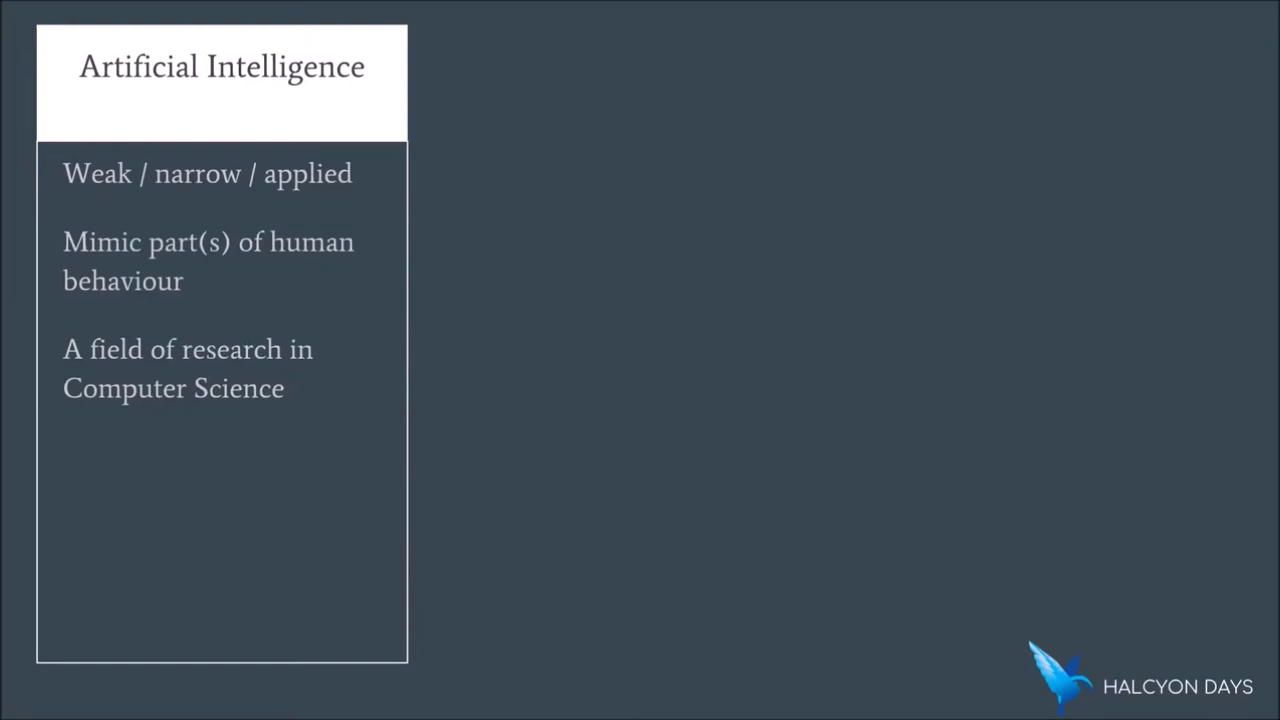 Artificial Intelligence
Weak / narrow / applied
Mimic part(s) of human
behaviour
A field of research in
Computer Science
HALCYON DAYS